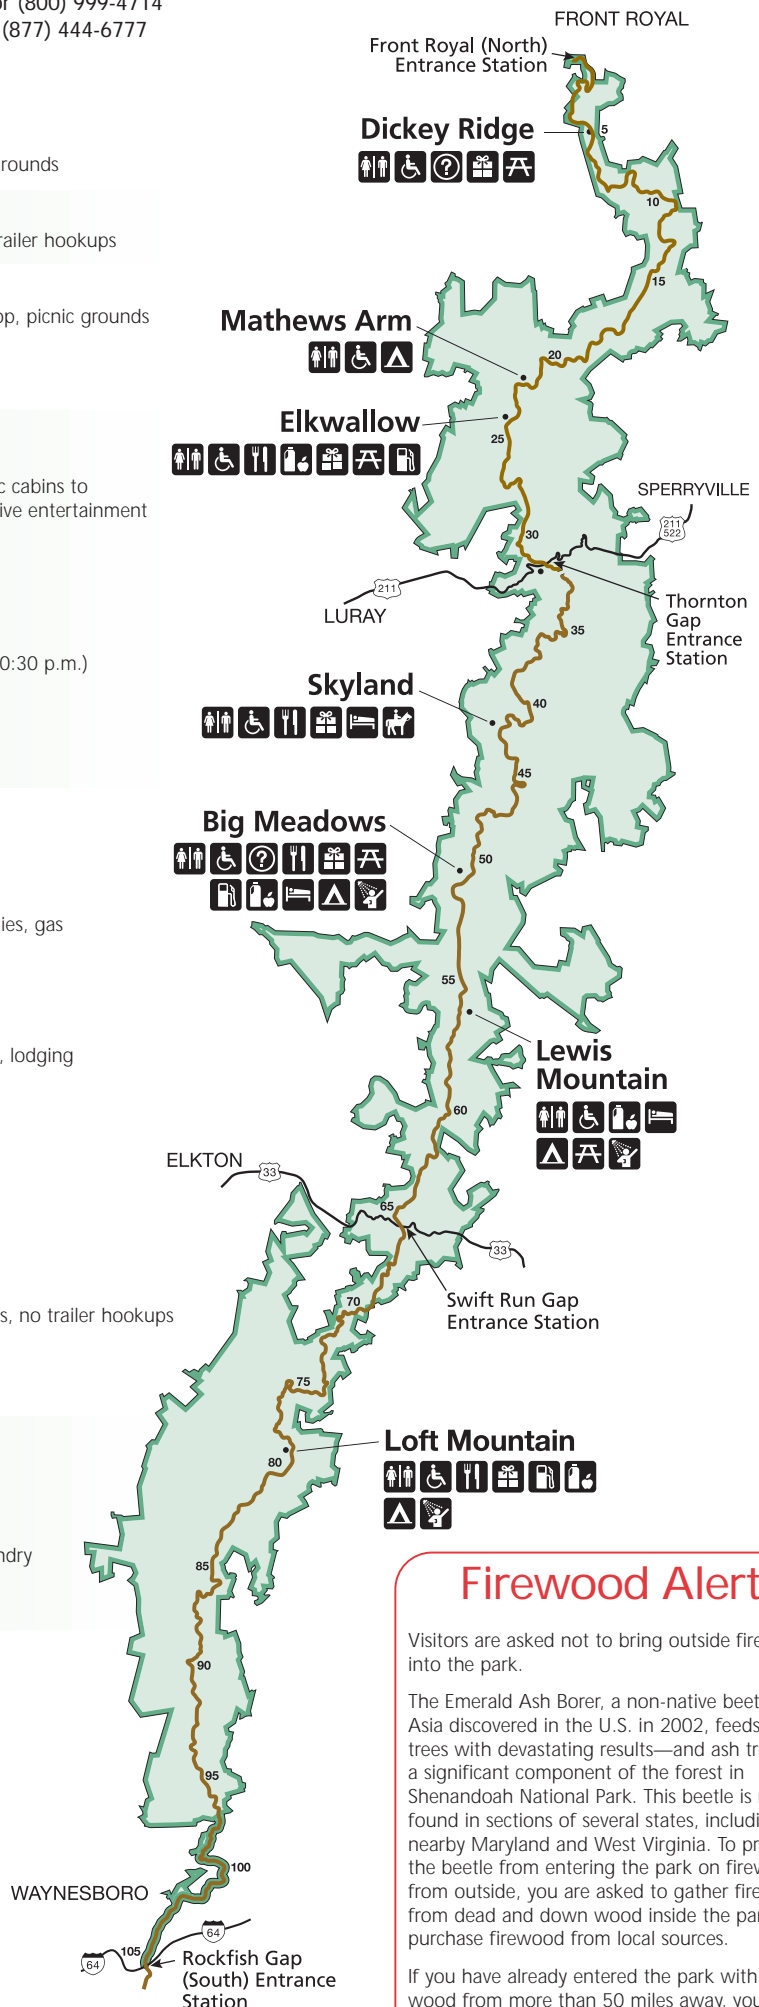 or (800) 999-4714
(877) 444-6777
rounds
railer hookups
op, picnic grounds
c cabins to
ive entertainment
0:30 p.m.)
ies, gas
, lodging
s, no trailer hookups
ndry
FRONT ROYAL
Front Royal (North)
Entrance Station
Dickey Ridge
5
10
15
Mathews Arm
20
Elkwallow
25
SPERRYVILLE
211
522
30
211
LURAY
Thornton
Gap
Entrance
Station
35
Skyland
40
45
Big Meadows
50
55
Lewis
Mountain
60
ELKTON
33
65
33
Swift Run Gap
Entrance Station
70
75
Loft Mountain
80
85
90
95
100
WAYNESBORO
64
105
64
Rockfish Gap
(South) Entrance
Station
Firewood Alert
Visitors are asked not to bring outside fire
into the park.
The Emerald Ash Borer, a non-native beet
Asia discovered in the U.S. in 2002, feeds
trees with devastating results—and ash tr
a significant component of the forest in
Shenandoah National Park. This beetle is
found in sections of several states, includi
nearby Maryland and West Virginia. To pr
the beetle from entering the park on firew
from outside, you are asked to gather fire
from dead and down wood inside the par
purchase firewood from local sources.
If you have already entered the park with
wood from more than 50 miles away, you